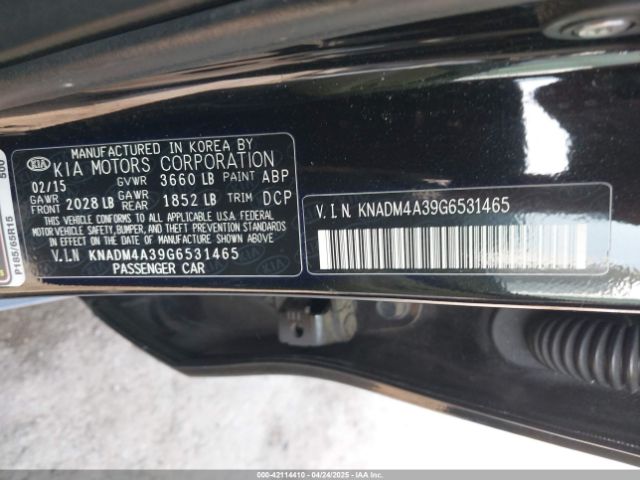 MANUFACTURED IN KOREA BY
KIA KIA MOTORS CORPORATION
02/15 GVWR 3660 LB PAINT ABP
GAWR FRONT 2028 LB GAWR REAR 1852 LB TRIM DCP
THIS VEHICLE CONFORMS TO ALL APPLICABLE U.S.A. FEDERAL
MOTOR VEHICLE SAFETY, BUMPER, AND THEFT PREVENTION STANDARDS
IN EFFECT ON THE DATE OF MANUFACTURE SHOWN ABOVE.
V.I.N KNADM4A39G6531465
PASSENGER CAR
V.I.N. KNADM4A39G6531465
P185/65R15
500
000-42114410 - 04/24/2025 - IAAI.COM